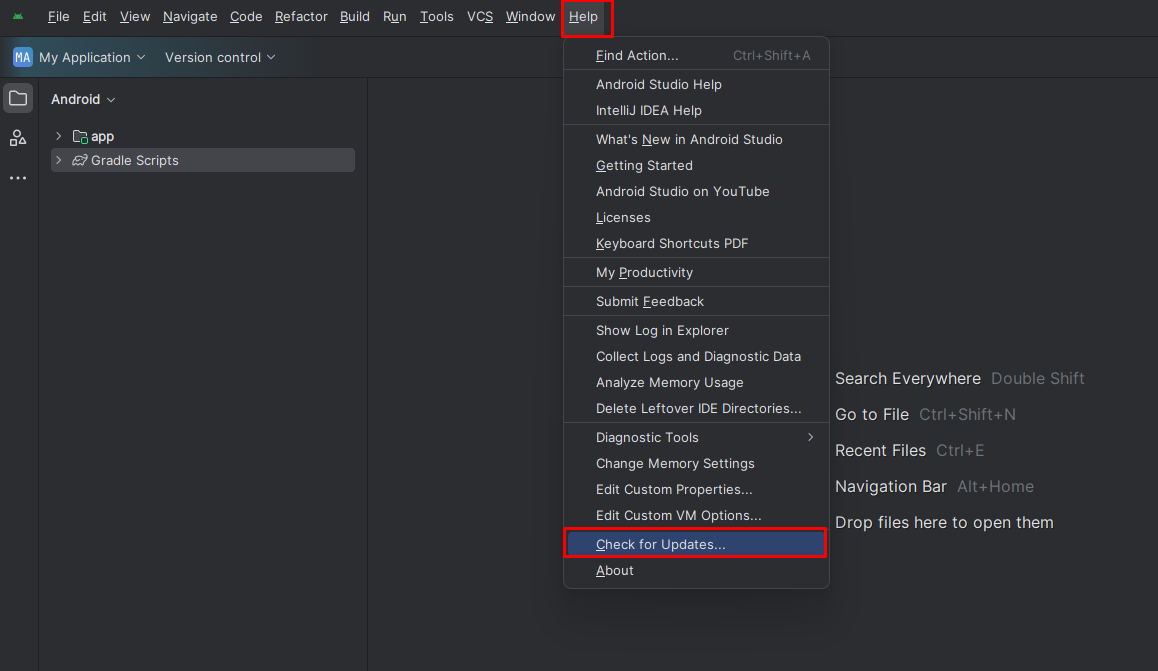 File Edit View Navigate Code Refactor Build Run Tools VCS Window Help
MA My Application Version control
Android
app
Gradle Scripts
Find Action... Ctrl+Shift+A
Android Studio Help
IntelliJ IDEA Help
What's New in Android Studio
Getting Started
Android Studio on YouTube
Licenses
Keyboard Shortcuts PDF
My Productivity
Submit Feedback
Show Log in Explorer
Collect Logs and Diagnostic Data
Analyze Memory Usage
Delete Leftover IDE Directories...
Diagnostic Tools
Change Memory Settings
Edit Custom Properties...
Edit Custom VM Options...
Check for Updates...
About
Search Everywhere Double Shift
Go to File Ctrl+Shift+N
Recent Files Ctrl+E
Navigation Bar Alt+Home
Drop files here to open them